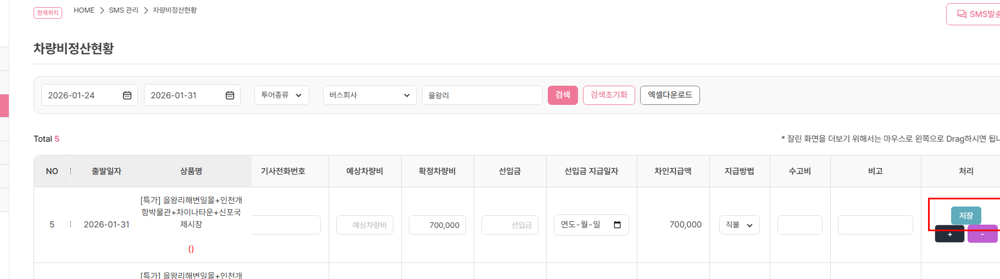 현재위치 HOME > SMS 관리 > 차량비정산현황
SMS발송
차량비정산현황
2026-01-24 2026-01-31 투어종류 버스회사 을왕리 검색 검색초기화 엑셀다운로드
Total 5
* 잘린 화면을 더보기 위해서는 마우스로 왼쪽으로 Drag하시면 됩니
NO 출발일자 상품명 기사전화번호 예상차량비 확정차량비 선입금 선입금 지급일자 차인지급액 지급방법 수고비 비고 처리
5 2026-01-31
[특가] 을왕리해변일몰+인천개
항박물관+차이나타운+신포국
제시장
()
예상차량비 700,000 선입금 연도-월-일 700,000 직불
저장
+ -
[특가] 을왕리해변일몰+인천개